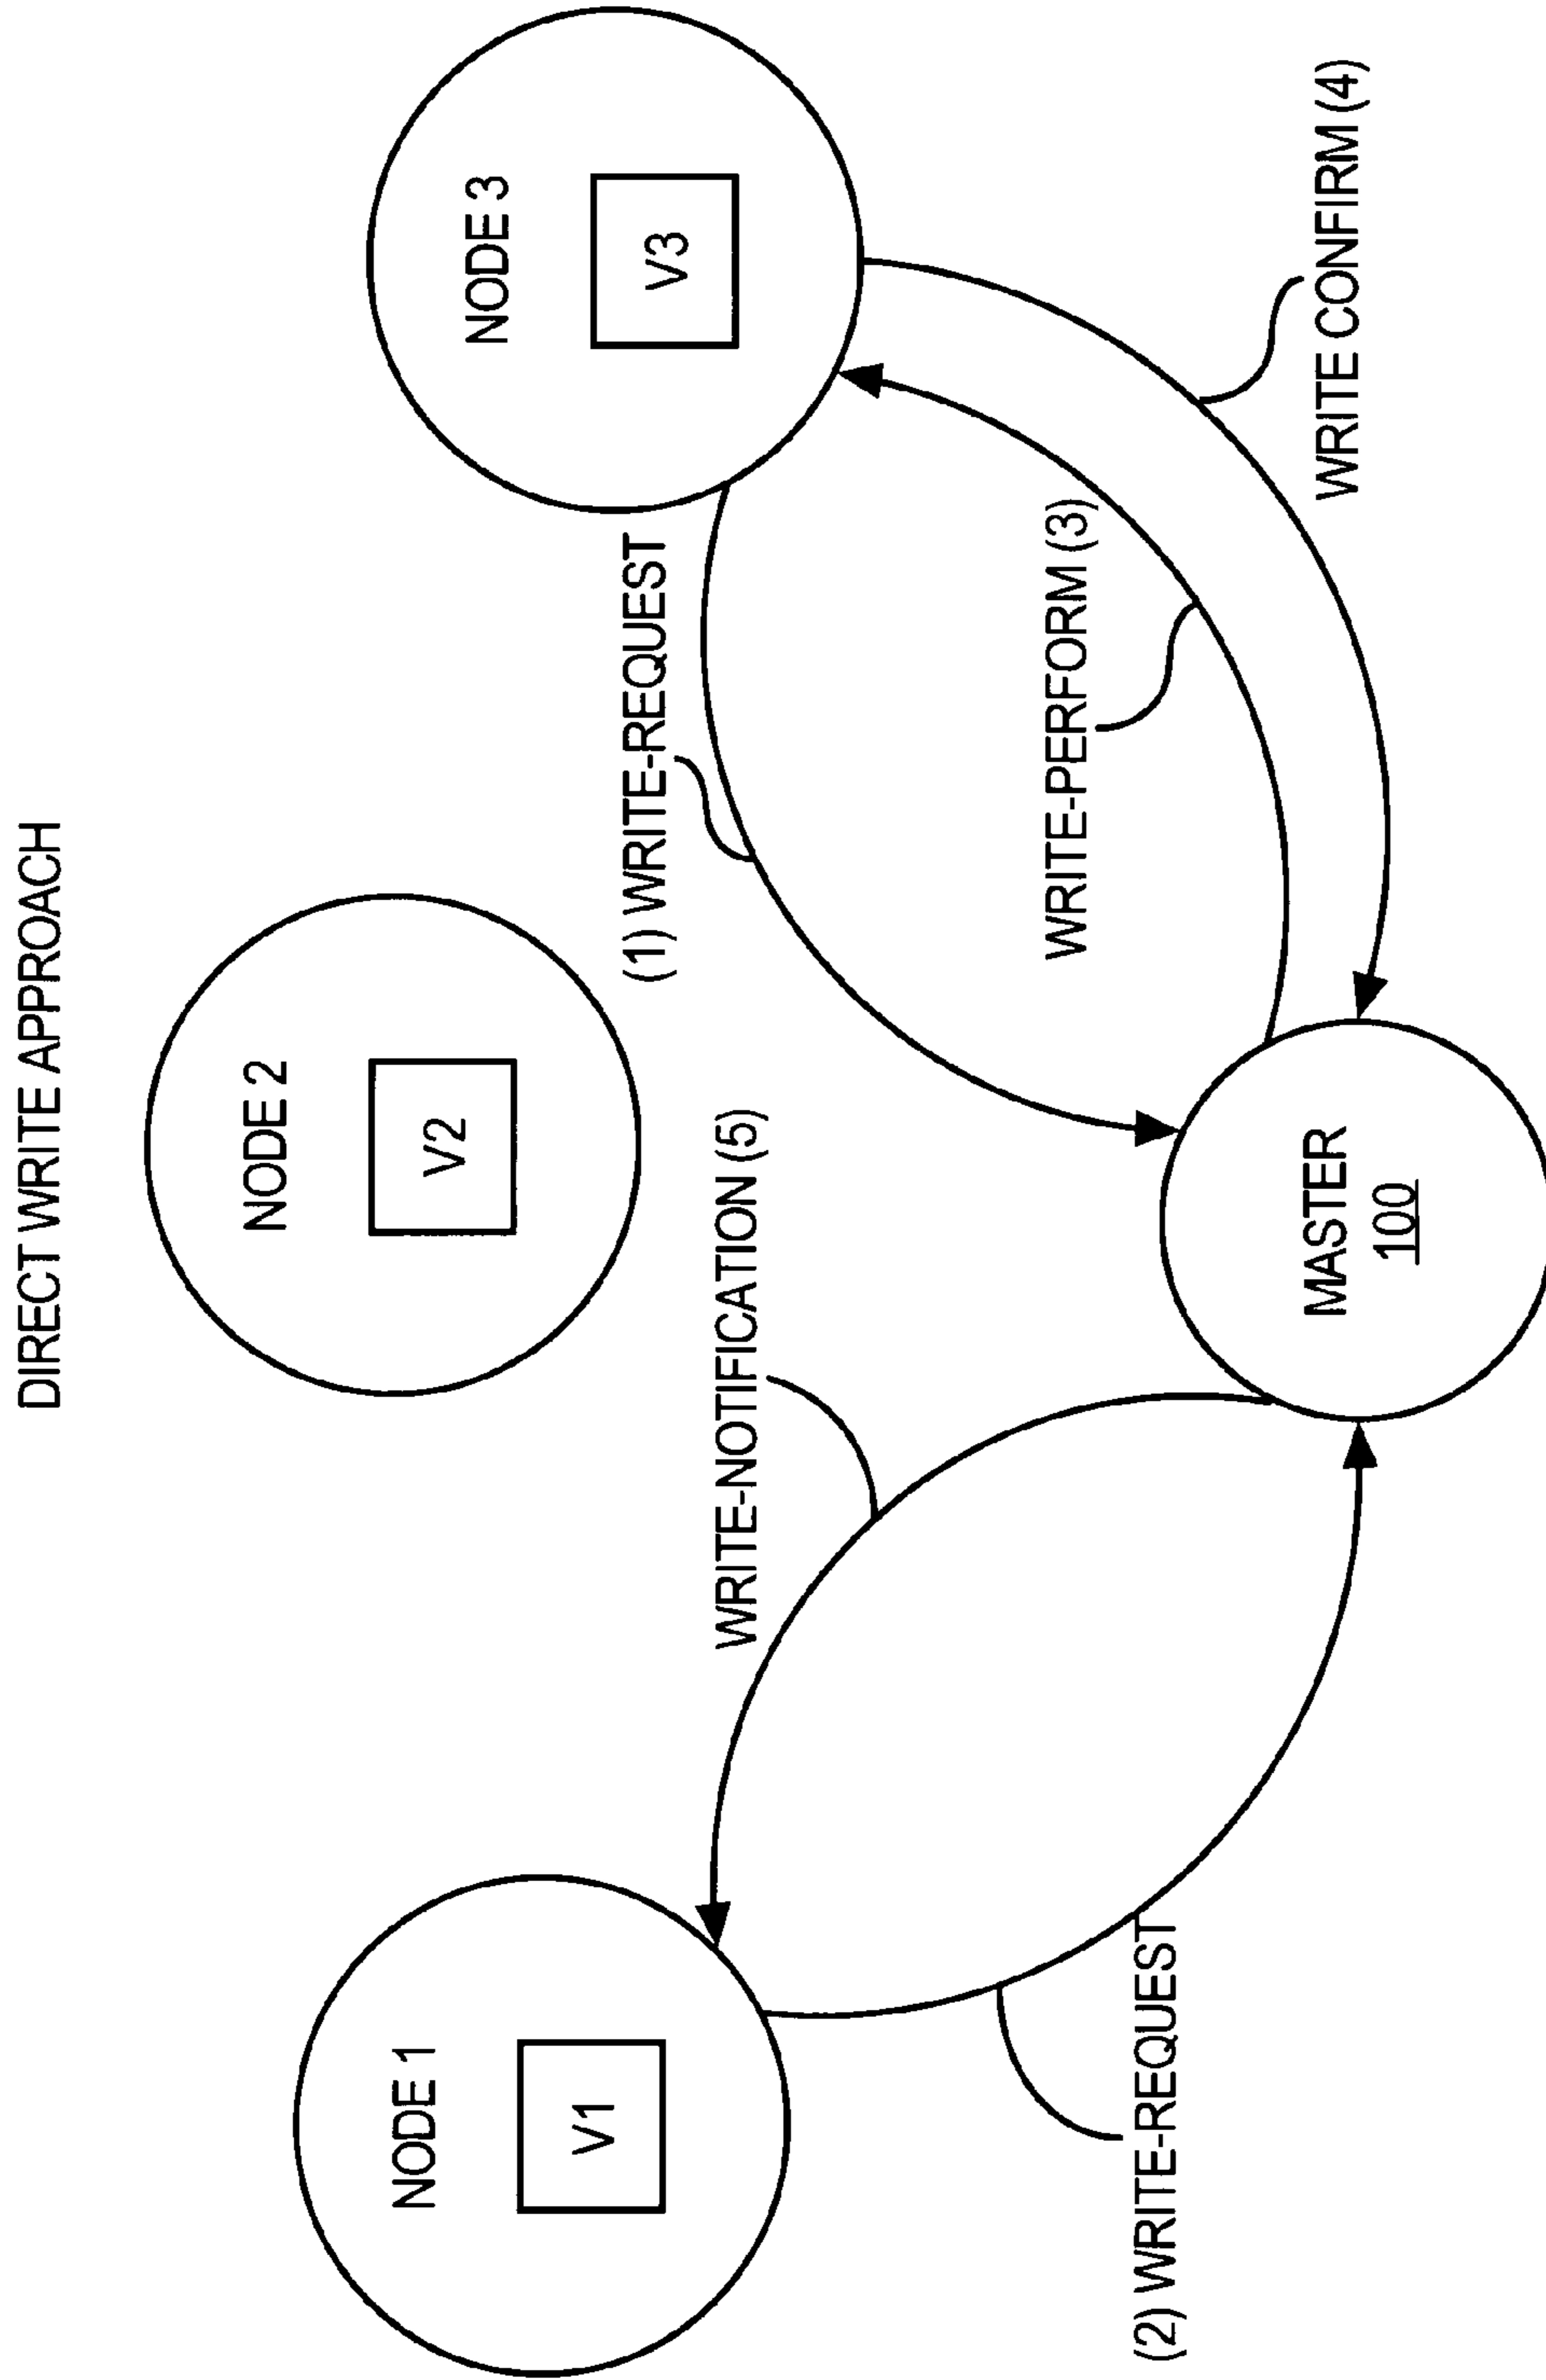 DIRECT WRITE APPROACH
NODE 2
V2
NODE 1
V1
NODE 3
V3
(1) WRITE-REQUEST
WRITE-NOTIFICATION (5)
WRITE-PERFORM (3)
(2) WRITE-REQUEST
MASTER
100
WRITE CONFIRM (4)